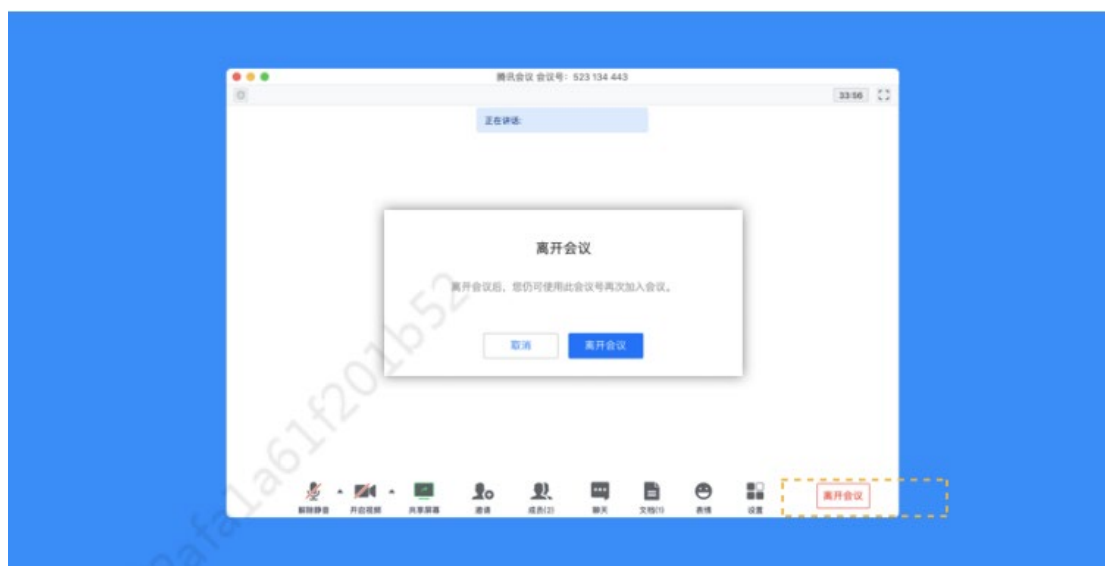 腾讯会议 会议号：523 134 443
33:56
正在讲话:
离开会议
离开会议后，您仍可使用此会议号再次加入会议。
取消
离开会议
解除静音
开启视频
共享屏幕
邀请
成员(2)
聊天
文档(1)
表情
设置
离开会议